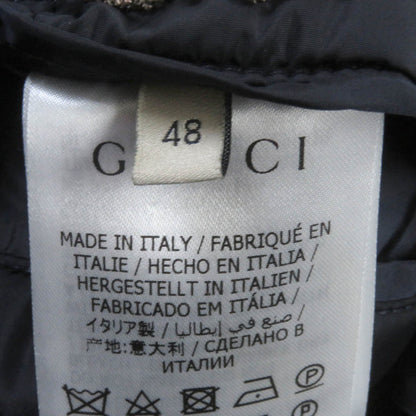 48
G CCI
MADE IN ITALY / FABRIQUÉ EN
ITALIE / HECHO EN ITALIA /
HERGESTELLT IN ITALIEN /
FABRICADO EM ITÁLIA /
イタリア製 / صنع في إيطاليا /
产地:意大利 / СДЕЛАНО В
ИТАЛИИ
P